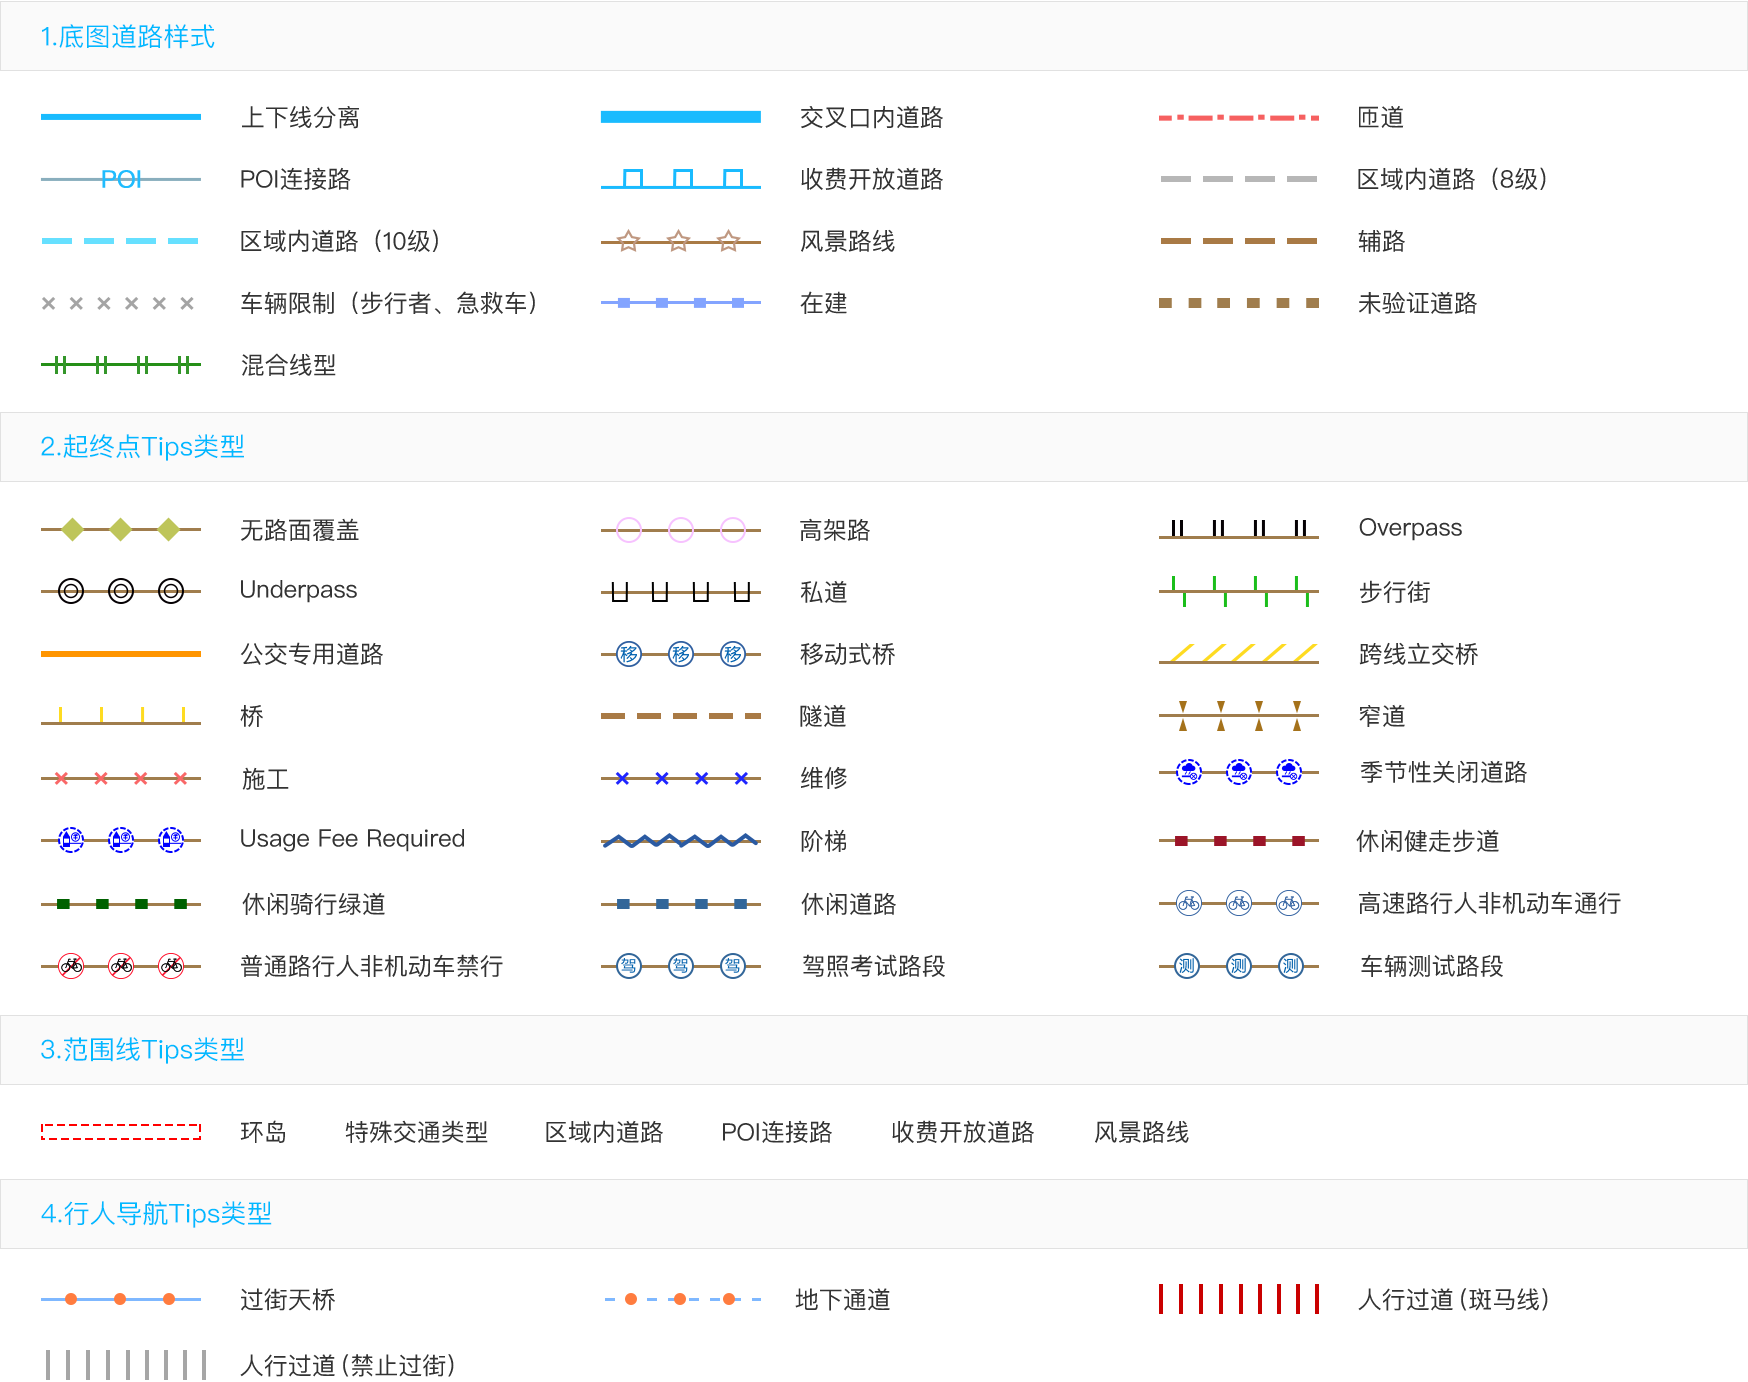 1.底图道路样式
上下线分离 交叉口内道路 匝道
POI POI连接路 收费开放道路 区域内道路（8级）
区域内道路（10级） 风景路线 辅路
车辆限制（步行者、急救车） 在建 未验证道路
混合线型
2.起终点Tips类型
无路面覆盖 高架路 Overpass
Underpass 私道 步行街
公交专用道路 移 移 移 移动式桥 跨线立交桥
桥 隧道 窄道
施工 维修 季节性关闭道路
Usage Fee Required 阶梯 休闲健走步道
休闲骑行绿道 休闲道路 高速路行人非机动车通行
普通路行人非机动车禁行 驾 驾 驾 驾照考试路段 测 测 测 车辆测试路段
3.范围线Tips类型
环岛 特殊交通类型 区域内道路 POI连接路 收费开放道路 风景路线
4.行人导航Tips类型
过街天桥 地下通道 人行过道(斑马线)
人行过道(禁止过街)